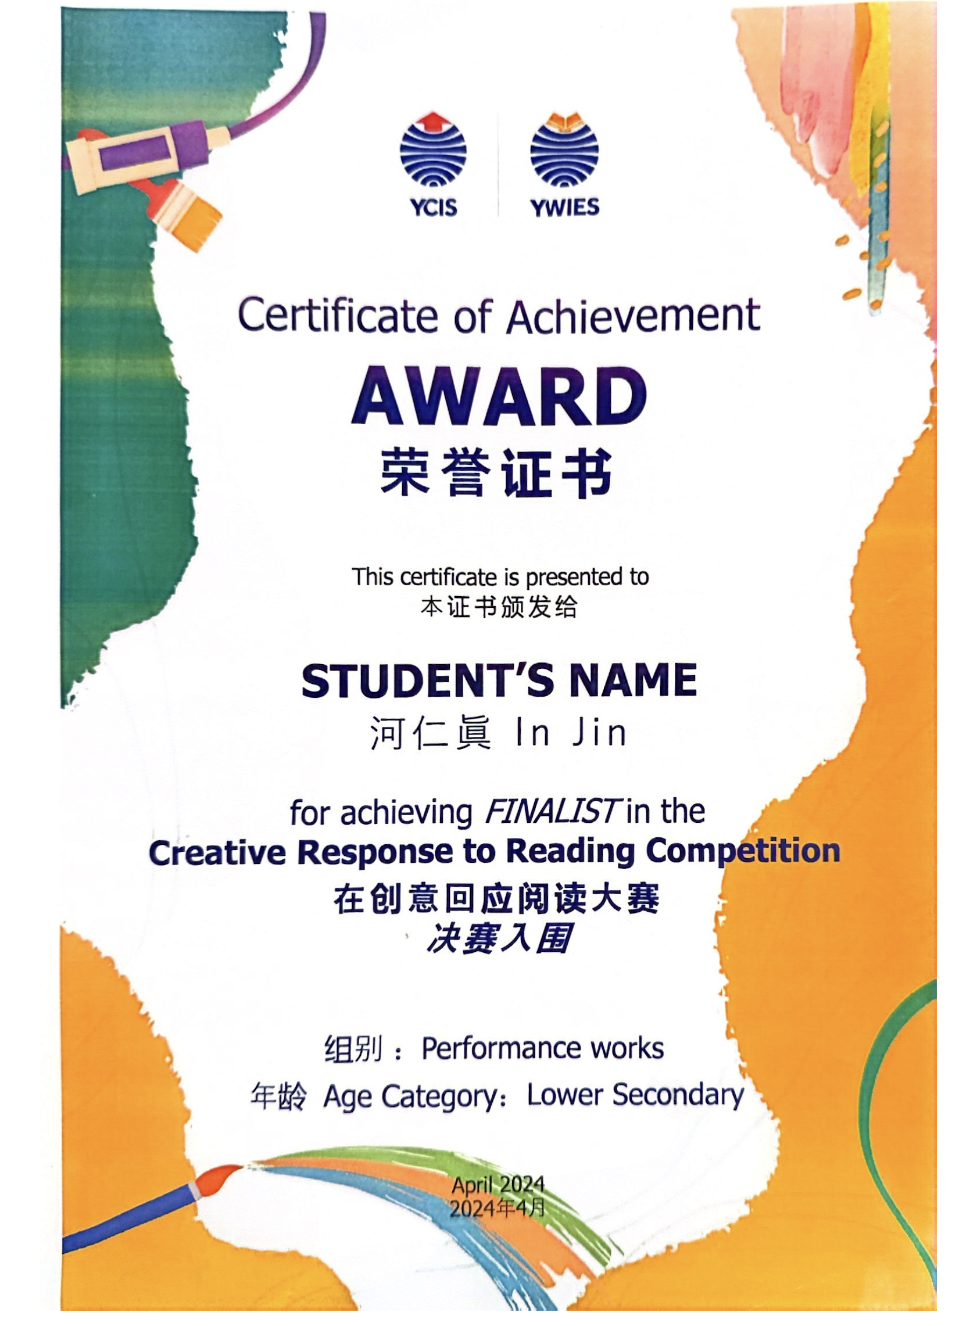 YCIS
YWIES
Certificate of Achievement
AWARD
荣誉证书
This certificate is presented to
本证书颁发给
STUDENT'S NAME
河仁眞 In Jin
for achieving FINALIST in the
Creative Response to Reading Competition
在创意回应阅读大赛
决赛入围
组别：Performance works
年龄 Age Category：Lower Secondary
April 2024
2024年4月